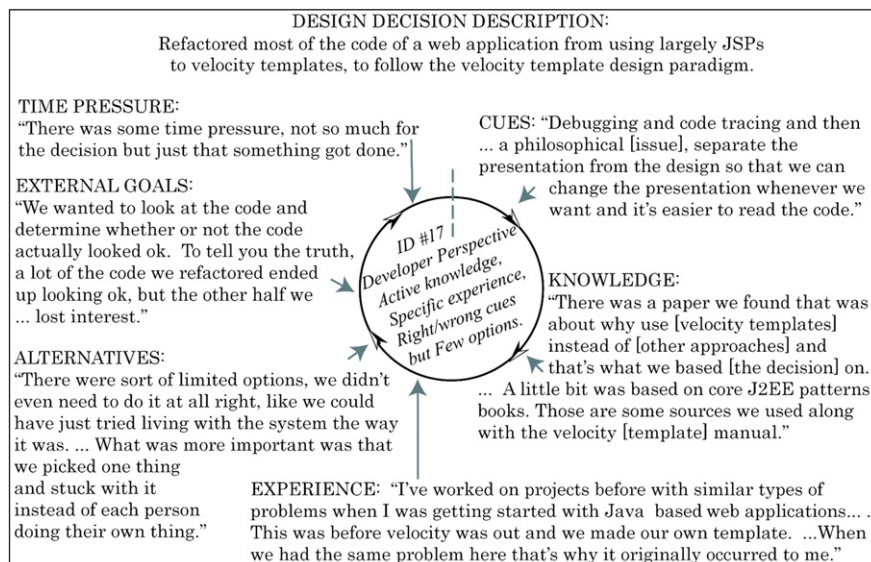 DESIGN DECISION DESCRIPTION:
Refactored most of the code of a web application from using largely JSPs
to velocity templates, to follow the velocity template design paradigm.
TIME PRESSURE:
“There was some time pressure, not so much for
the decision but just that something got done.”
EXTERNAL GOALS:
“We wanted to look at the code and
determine whether or not the code
actually looked ok. To tell you the truth,
a lot of the code we refactored ended
up looking ok, but the other half we
... lost interest.”
ALTERNATIVES:
“There were sort of limited options, we didn’t
even need to do it at all right, like we could
have just tried living with the system the way
it was. ... What was more important was that
we picked one thing
and stuck with it
instead of each person
doing their own thing.”
ID #17
Developer Perspective
Active knowledge,
Specific experience,
Right/wrong cues
but Few options.
CUES: “Debugging and code tracing and then
... a philosophical [issue], separate the
presentation from the design so that we can
change the presentation whenever we
want and it’s easier to read the code.”
KNOWLEDGE:
“There was a paper we found that was
about why use [velocity templates]
instead of [other approaches] and
that’s what we based [the decision] on.
... A little bit was based on core J2EE patterns
books. Those are some sources we used along
with the velocity [template] manual.”
EXPERIENCE: “I’ve worked on projects before with similar types of
problems when I was getting started with Java based web applications... .
This was before velocity was out and we made our own template. ...When
we had the same problem here that’s why it originally occurred to me.”